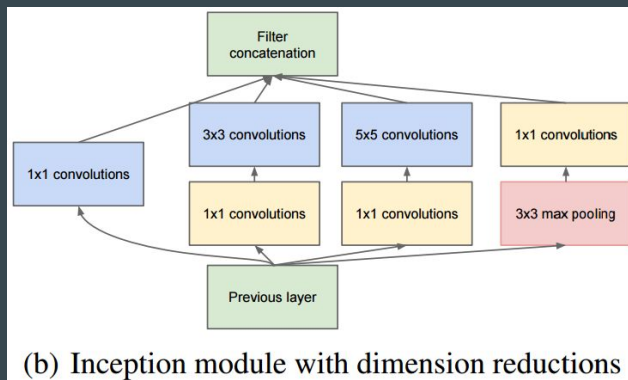 Filter
concatenation
3x3 convolutions
5x5 convolutions
1x1 convolutions
1x1 convolutions
1x1 convolutions
1x1 convolutions
3x3 max pooling
Previous layer
(b) Inception module with dimension reductions